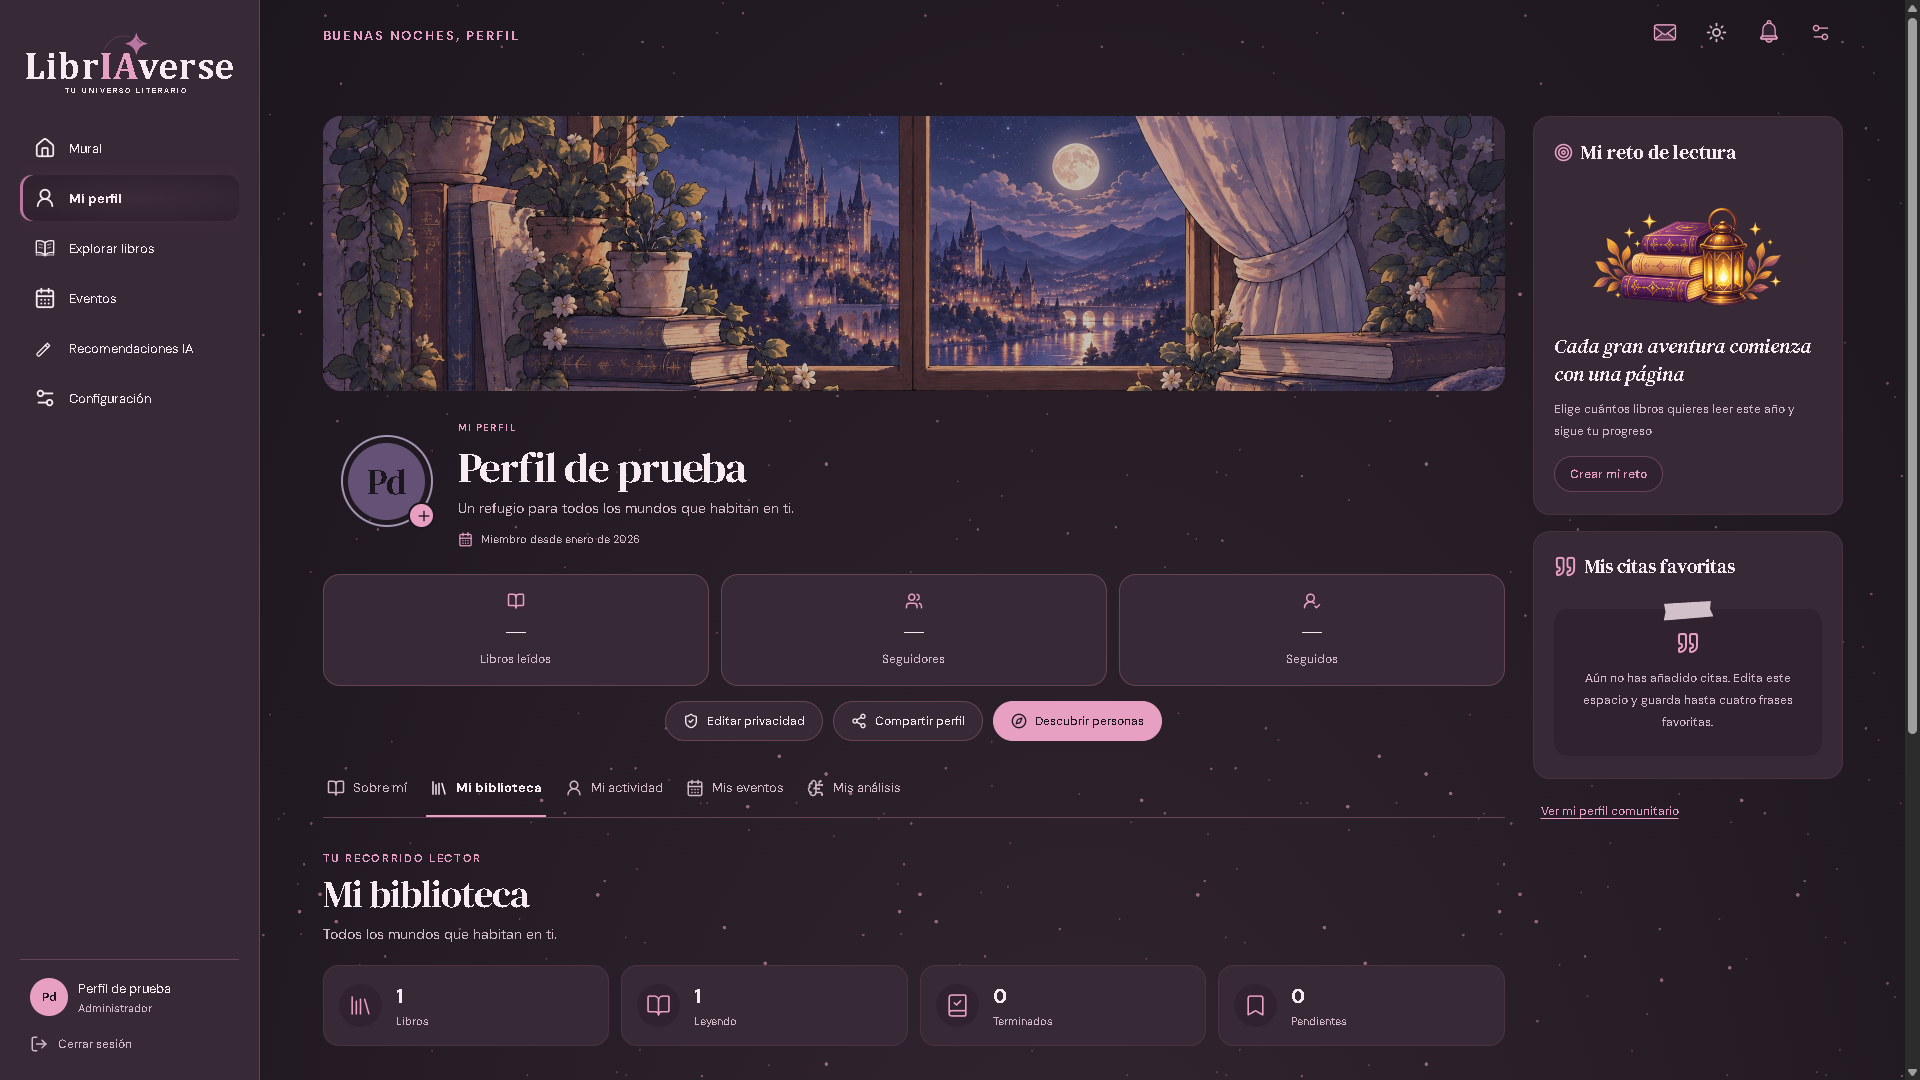 LibrIAverse
TU UNIVERSO LITERARIO
Mural
Mi perfil
Explorar libros
Eventos
Recomendaciones IA
Configuración
Pd
Perfil de prueba
Administrador
Cerrar sesión
BUENAS NOCHES, PERFIL
MI PERFIL
Pd
Perfil de prueba
Un refugio para todos los mundos que habitan en ti.
Miembro desde enero de 2026
—
Libros leídos
—
Seguidores
—
Seguidos
Editar privacidad
Compartir perfil
Descubrir personas
Sobre mí
Mi biblioteca
Mi actividad
Mis eventos
Mis análisis
TU RECORRIDO LECTOR
Mi biblioteca
Todos los mundos que habitan en ti.
1
Libros
1
Leyendo
0
Terminados
0
Pendientes
Mi reto de lectura
Cada gran aventura comienza
con una página
Elige cuántos libros quieres leer este año y
sigue tu progreso
Crear mi reto
Mis citas favoritas
Aún no has añadido citas. Edita este
espacio y guarda hasta cuatro frases
favoritas.
Ver mi perfil comunitario